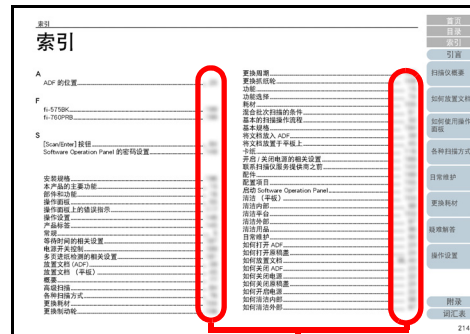 索引
索引
A
ADF 的位置
F
fi-575BK
fi-760PRB
S
[Scan/Enter] 按钮
Software Operation Panel 的密码设置
安装规格
本产品的主要功能
部件和功能
操作面板
操作面板上的错误指示
操作设置
产品标签
常规
等待时间的相关设置
电源开关控制
多页进纸检测的相关设置
放置文档 (ADF)
放置文档 （平板）
概要
高级扫描
各种扫描方式
更换耗材
更换制动轮
更换周期
更换抓纸轮
功能
功能选择
耗材
混合批次扫描的条件
基本的扫描操作流程
基本规格
将文档放入 ADF
将文档放置于平板上
卡纸
开启 / 关闭电源的相关设置
联系扫描仪服务提供商之前
配件
配置项目
启动 Software Operation Panel
清洁 （平板）
清洁内部
清洁平台
清洁外部
清洁用品
日常维护
如何打开 ADF
如何打开原稿盖
如何放置文档
如何关闭 ADF
如何关闭电源
如何关闭原稿盖
如何开启电源
如何清洁内部
如何清洁外部
首页
目录
索引
引言
扫描仪概要
如何放置文档
如何使用操作
面板
各种扫描方式
日常维护
更换耗材
疑难解答
操作设置
附录
词汇表
214